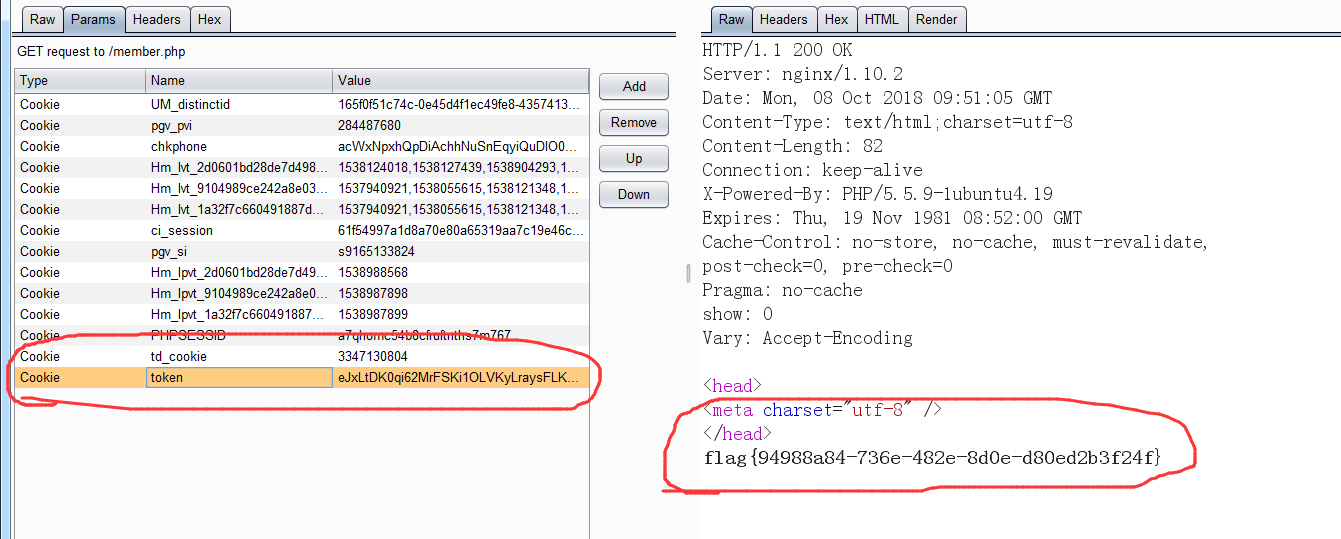 Raw Params Headers Hex
GET request to /member.php
Type Name Value
Cookie UM_distinctid 165f0f51c74c-0e45d4f1ec49fe8-4357413...
Cookie pgv_pvi 284487680
Cookie chkphone acWxNpxhQpDiAchhNuSnEqyiQuDIO0...
Cookie Hm_lvt_2d0601bd28de7d498... 1538124018,1538127439,1538904293,1...
Cookie Hm_lvt_9104989ce242a8e03... 1537940921,1538055615,1538121348,1...
Cookie Hm_lvt_1a32f7c660491887d... 1537940921,1538055615,1538121348,1...
Cookie ci_session 61f54997a1d8a70e80a65319aa7c19e46c...
Cookie pgv_si s9165133824
Cookie Hm_lpvt_2d0601bd28de7d49... 1538988568
Cookie Hm_lpvt_9104989ce242a8e0... 1538987898
Cookie Hm_lpvt_1a32f7c660491887... 1538987899
Cookie PHPSESSID
Cookie td_cookie 3347130804
Cookie token eJxLtDK0qi62MrFSKi1OLVKyLraysFLK...
Add
Remove
Up
Down
Raw Headers Hex HTML Render
HTTP/1.1 200 OK
Server: nginx/1.10.2
Date: Mon, 08 Oct 2018 09:51:05 GMT
Content-Type: text/html;charset=utf-8
Content-Length: 82
Connection: keep-alive
X-Powered-By: PHP/5.5.9-1ubuntu4.19
Expires: Thu, 19 Nov 1981 08:52:00 GMT
Cache-Control: no-store, no-cache, must-revalidate,
post-check=0, pre-check=0
Pragma: no-cache
show: 0
Vary: Accept-Encoding
<head>
<meta charset="utf-8" />
</head>
flag{94988a84-736e-482e-8d0e-d80ed2b3f24f}